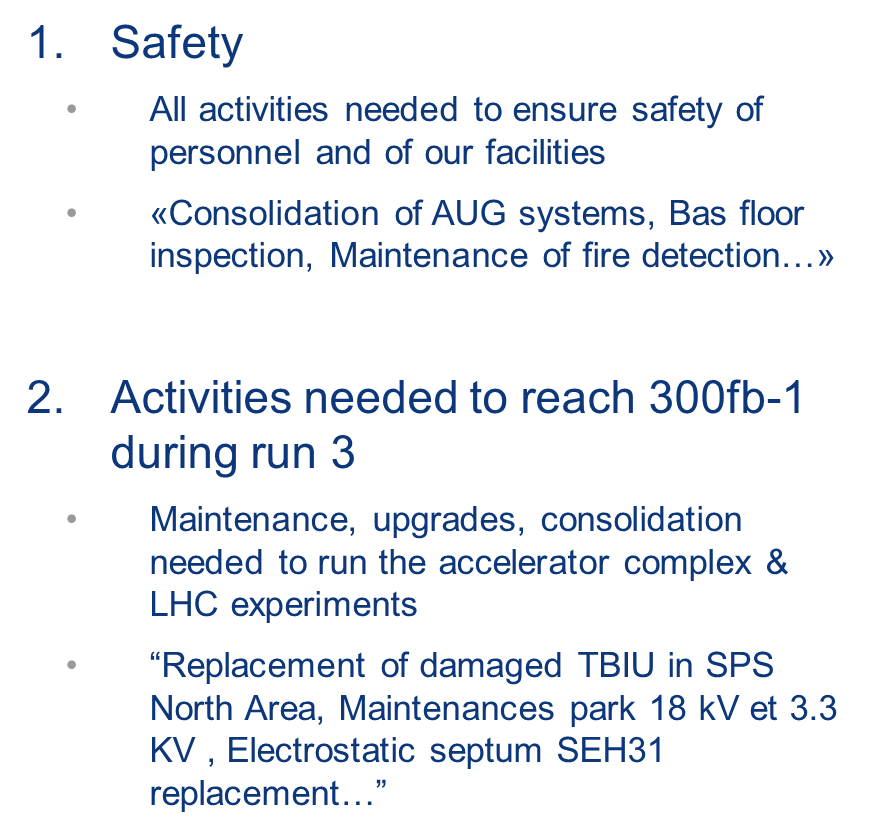 1. Safety
• All activities needed to ensure safety of
personnel and of our facilities
• «Consolidation of AUG systems, Bas floor
inspection, Maintenance of fire detection…»
2. Activities needed to reach 300fb-1
during run 3
• Maintenance, upgrades, consolidation
needed to run the accelerator complex &
LHC experiments
• “Replacement of damaged TBIU in SPS
North Area, Maintenances park 18 kV et 3.3
KV , Electrostatic septum SEH31
replacement…”